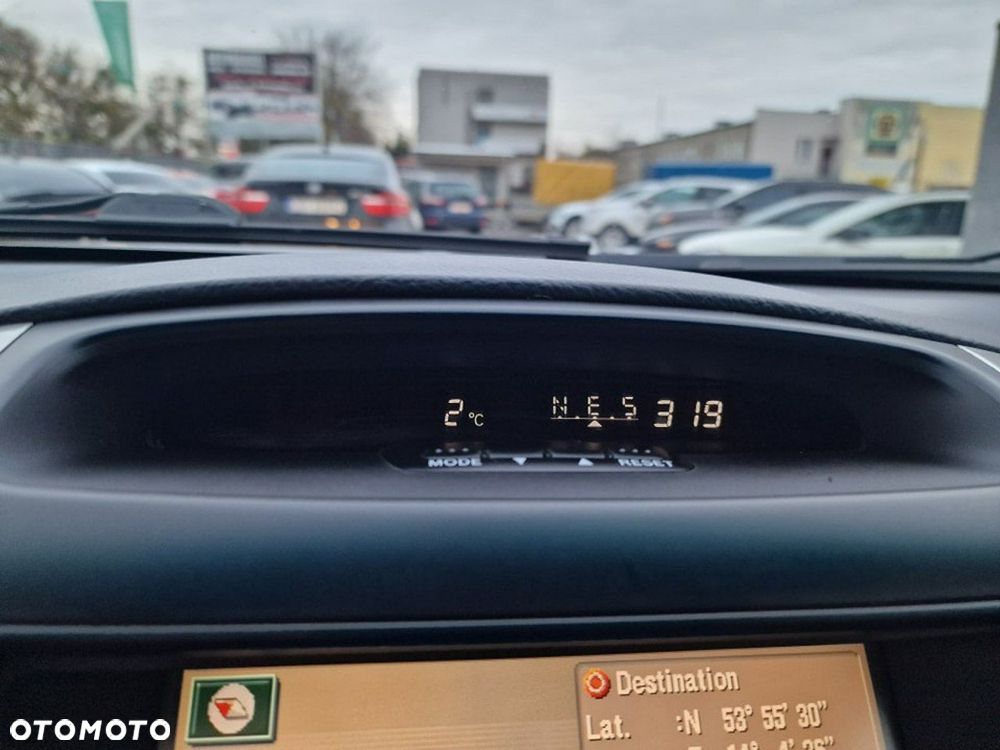 2 °C N.E.S 319
MODE ▼ ▲ RESET
Destination
Lat. :N 53° 55' 30"
OTOMOTO